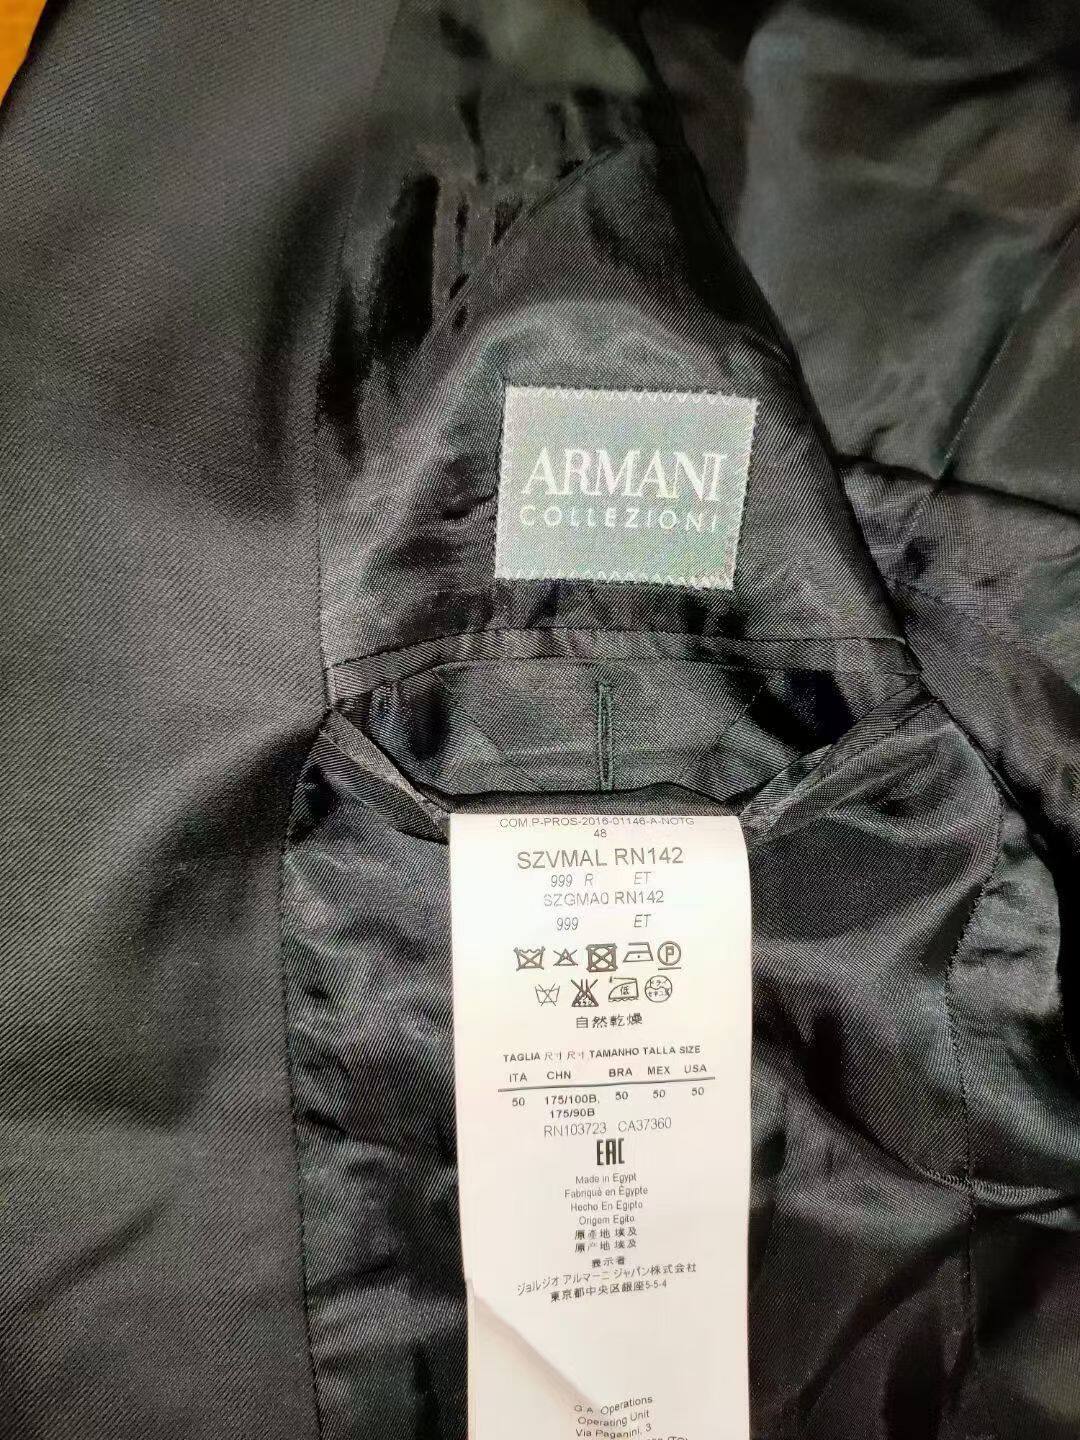 ARMANI
COLLEZIONI
COM.P-PROS-2016-01146-A-NOTG
48
SZVMAL RN142
999 R ET
SZGMA0 RN142
999 ET
低
自然乾燥
TAGLIA 尺寸 尺寸 TAMANHO TALLA SIZE
ITA CHN BRA MEX USA
50 175/100B, 50 50 50
175/90B
RN103723 CA37360
EAC
Made in Egypt
Fabriqué en Égypte
Hecho En Egipto
Origem Egito
原產地 埃及
原产地 埃及
表示者
ジョルジオ アルマーニ ジャパン株式会社
東京都中央区銀座5-5-4
G.A. Operations
Operating Unit
Via Paganini, 3